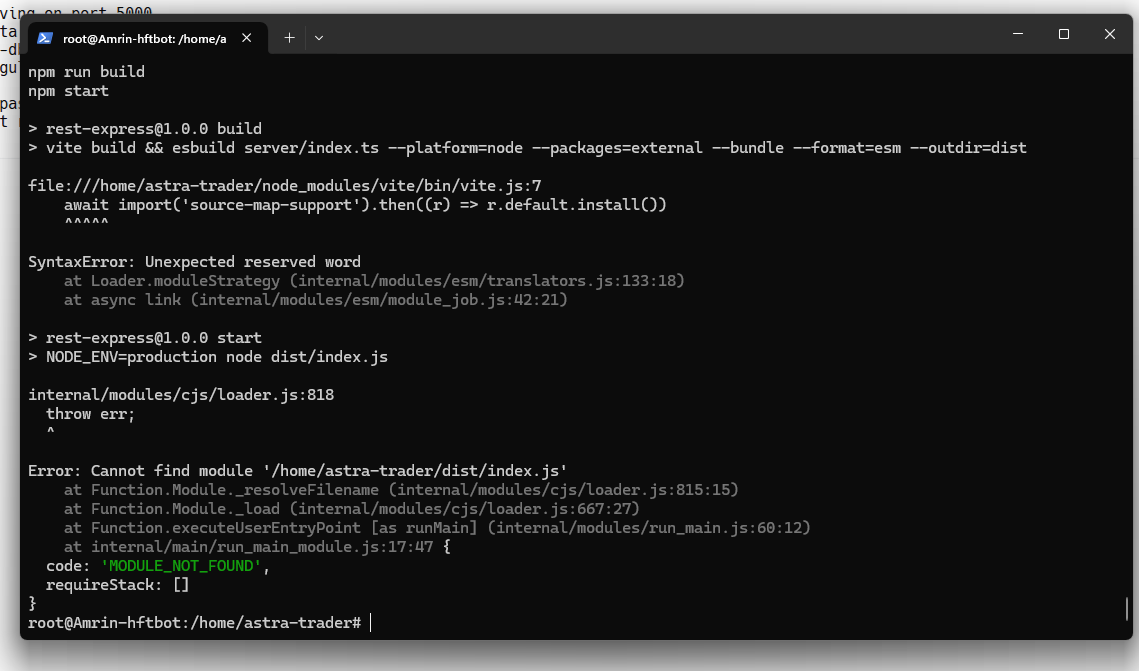 ving on port 5000
ta
-d
gu
pas
t
root@Amrin-hftbot: /home/a
npm run build
npm start
> rest-express@1.0.0 build
> vite build && esbuild server/index.ts --platform=node --packages=external --bundle --format=esm --outdir=dist
file:///home/astra-trader/node_modules/vite/bin/vite.js:7
    await import('source-map-support').then((r) => r.default.install())
    ^^^^^
SyntaxError: Unexpected reserved word
    at Loader.moduleStrategy (internal/modules/esm/translators.js:133:18)
    at async link (internal/modules/esm/module_job.js:42:21)
> rest-express@1.0.0 start
> NODE_ENV=production node dist/index.js
internal/modules/cjs/loader.js:818
  throw err;
  ^
Error: Cannot find module '/home/astra-trader/dist/index.js'
    at Function.Module._resolveFilename (internal/modules/cjs/loader.js:815:15)
    at Function.Module._load (internal/modules/cjs/loader.js:667:27)
    at Function.executeUserEntryPoint [as runMain] (internal/modules/run_main.js:60:12)
    at internal/main/run_main_module.js:17:47 {
  code: 'MODULE_NOT_FOUND',
  requireStack: []
}
root@Amrin-hftbot:/home/astra-trader#